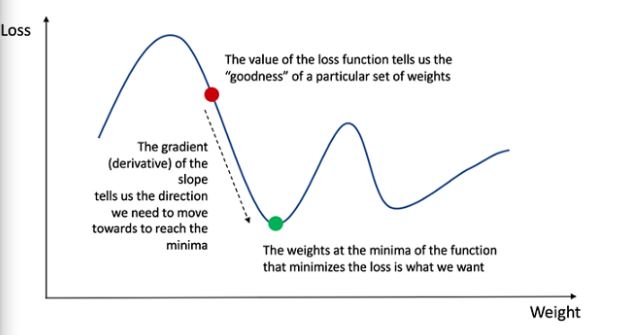 Loss
The value of the loss function tells us the
"goodness" of a particular set of weights
The gradient
(derivative) of the
slope
tells us the direction
we need to move
towards to reach the
minima
The weights at the minima of the function
that minimizes the loss is what we want
Weight